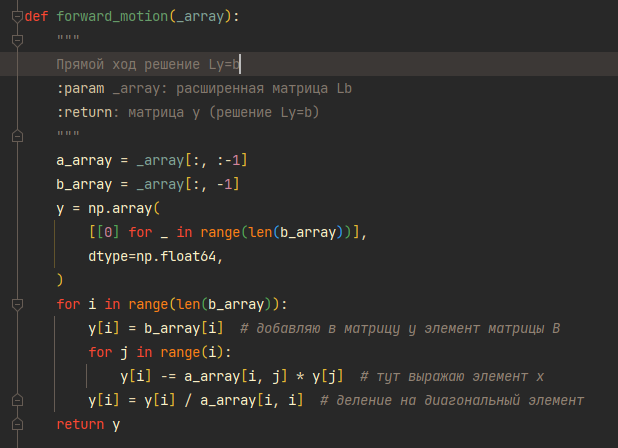 def forward_motion(_array):
    """
    Прямой ход решение Ly=b
    :param _array: расширенная матрица Lb
    :return: матрица y (решение Ly=b)
    """
    a_array = _array[:, :-1]
    b_array = _array[:, -1]
    y = np.array(
        [[0] for _ in range(len(b_array))],
        dtype=np.float64,
    )
    for i in range(len(b_array)):
        y[i] = b_array[i]  # добавляю в матрицу y элемент матрицы B
        for j in range(i):
            y[i] -= a_array[i, j] * y[j]  # тут выражаю элемент x
        y[i] = y[i] / a_array[i, i]  # деление на диагональный элемент
    return y